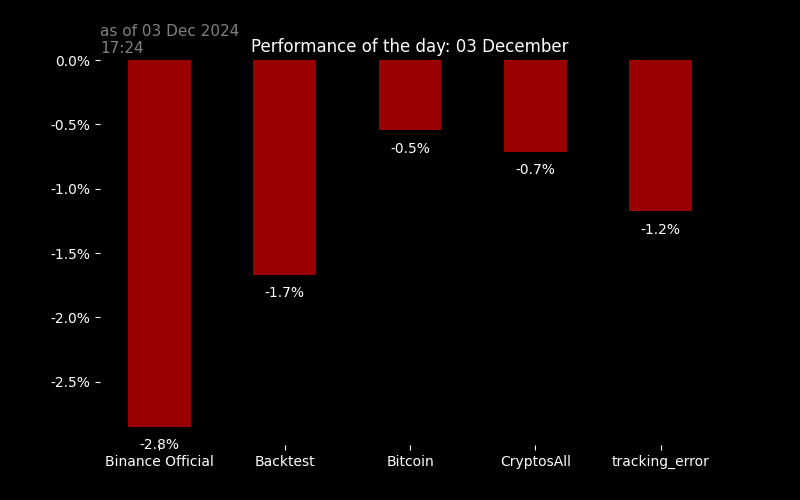 as of 03 Dec 2024
17:24
Performance of the day: 03 December
0.0%
-0.5%
-1.0%
-1.5%
-2.0%
-2.5%
-2.8%
-1.7%
-0.5%
-0.7%
-1.2%
Binance Official
Backtest
Bitcoin
CryptosAll
tracking_error